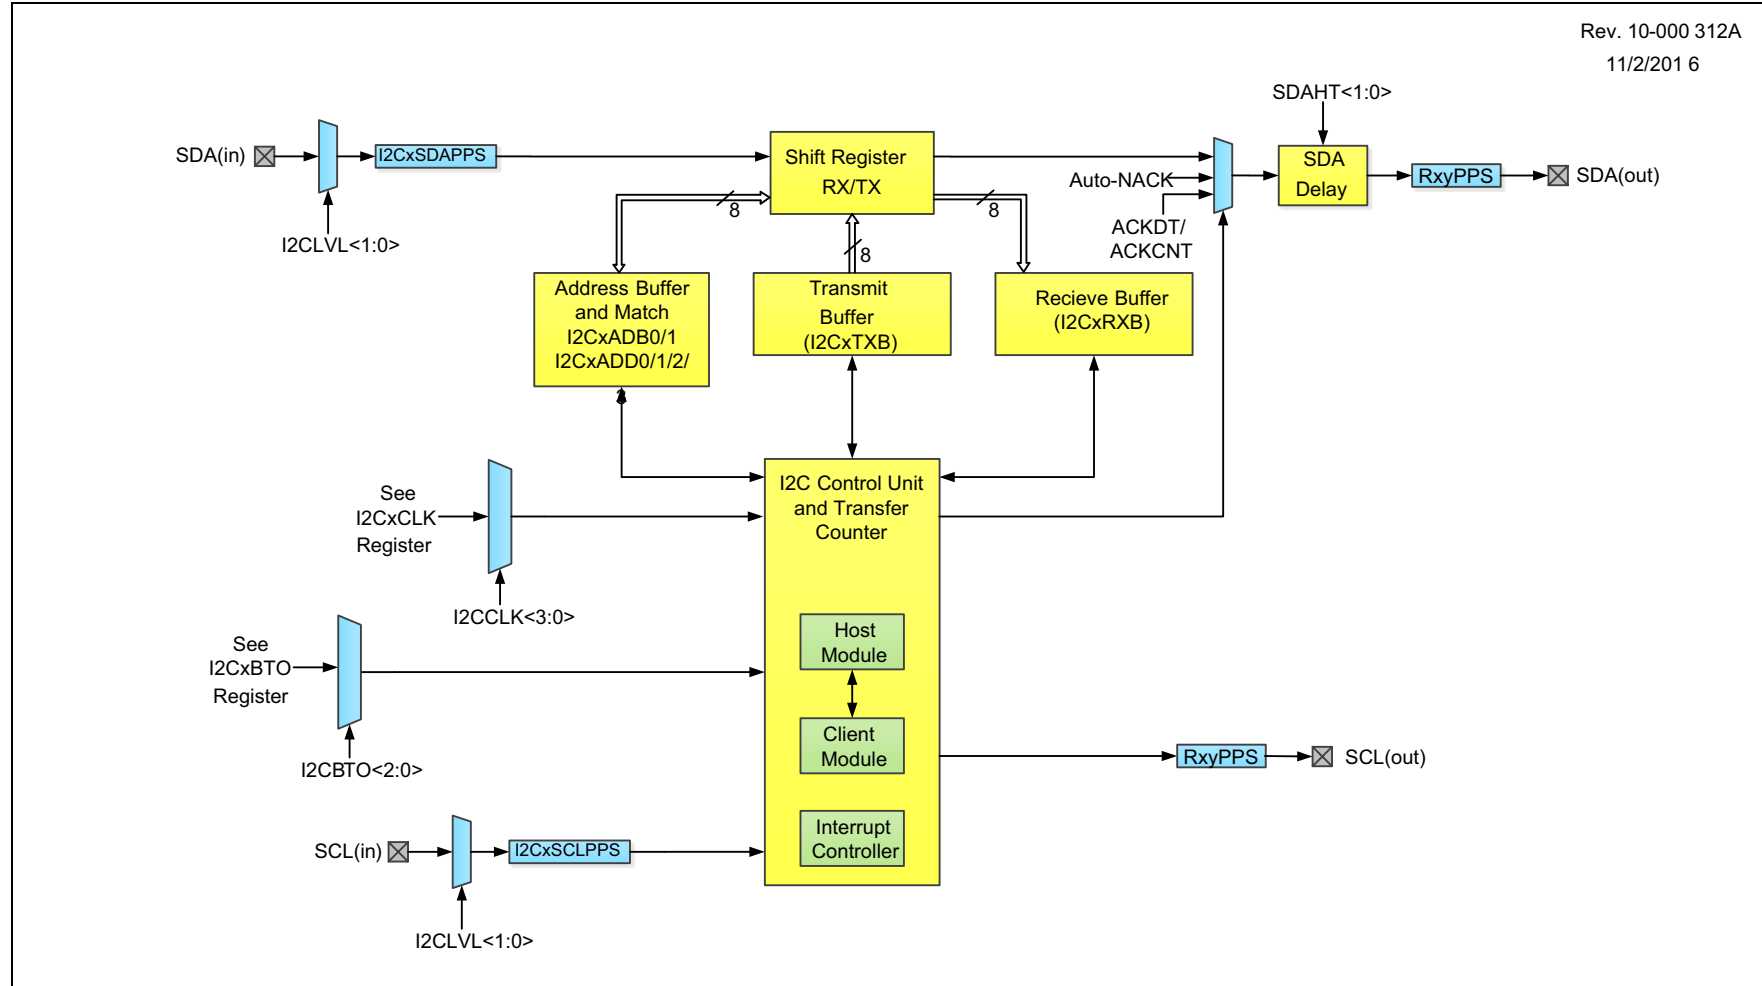 Rev. 10-000 312A
11/2/201 6
SDAHT<1:0>
SDA(in)
I2CxSDAPPS
I2CLVL<1:0>
Shift Register
RX/TX
8
8
8
Auto-NACK
ACKDT/
ACKCNT
SDA
Delay
RxyPPS
SDA(out)
Address Buffer
and Match
I2CxADB0/1
I2CxADD0/1/2/
3
Transmit
Buffer
(I2CxTXB)
Recieve Buffer
(I2CxRXB)
See
I2CxCLK
Register
I2CCLK<3:0>
I2C Control Unit
and Transfer
Counter
See
I2CxBTO
Register
I2CBTO<2:0>
Host
Module
Client
Module
Interrupt
Controller
RxyPPS
SCL(out)
SCL(in)
I2CxSCLPPS
I2CLVL<1:0>